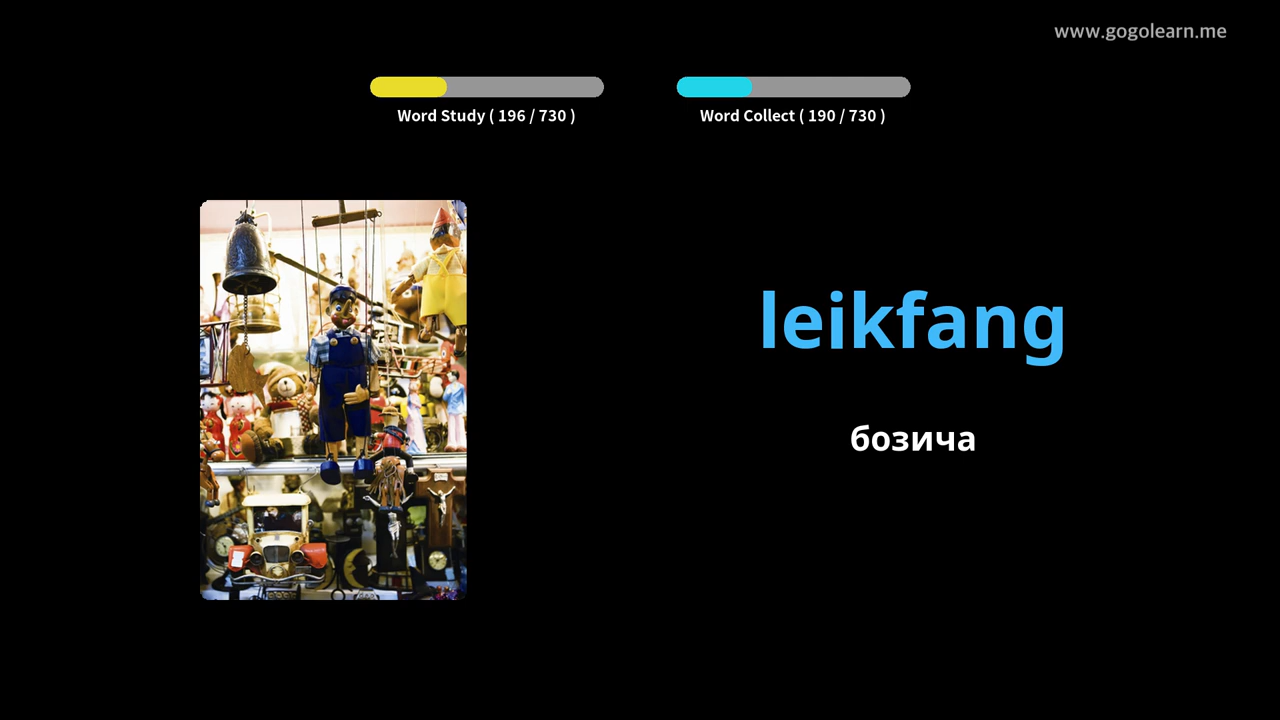 www.gogolearn.me
Word Study ( 196 / 730 )
Word Collect ( 190 / 730 )
leikfang
бозича